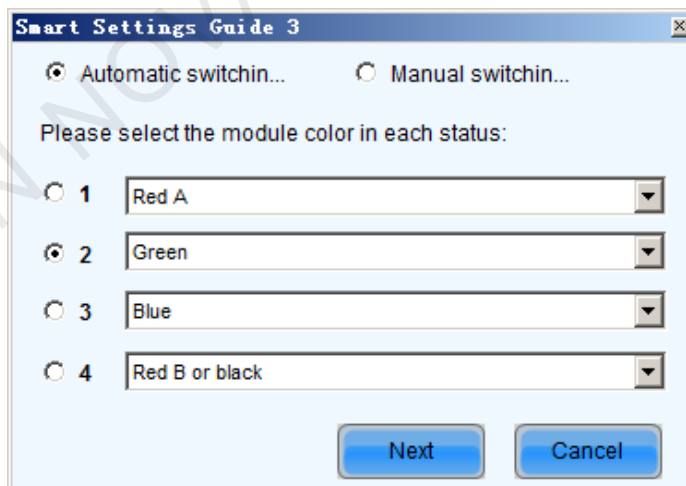 Smart Settings Guide 3
Automatic switchin... Manual switchin...
Please select the module color in each status:
1 Red A
2 Green
3 Blue
4 Red B or black
Next Cancel